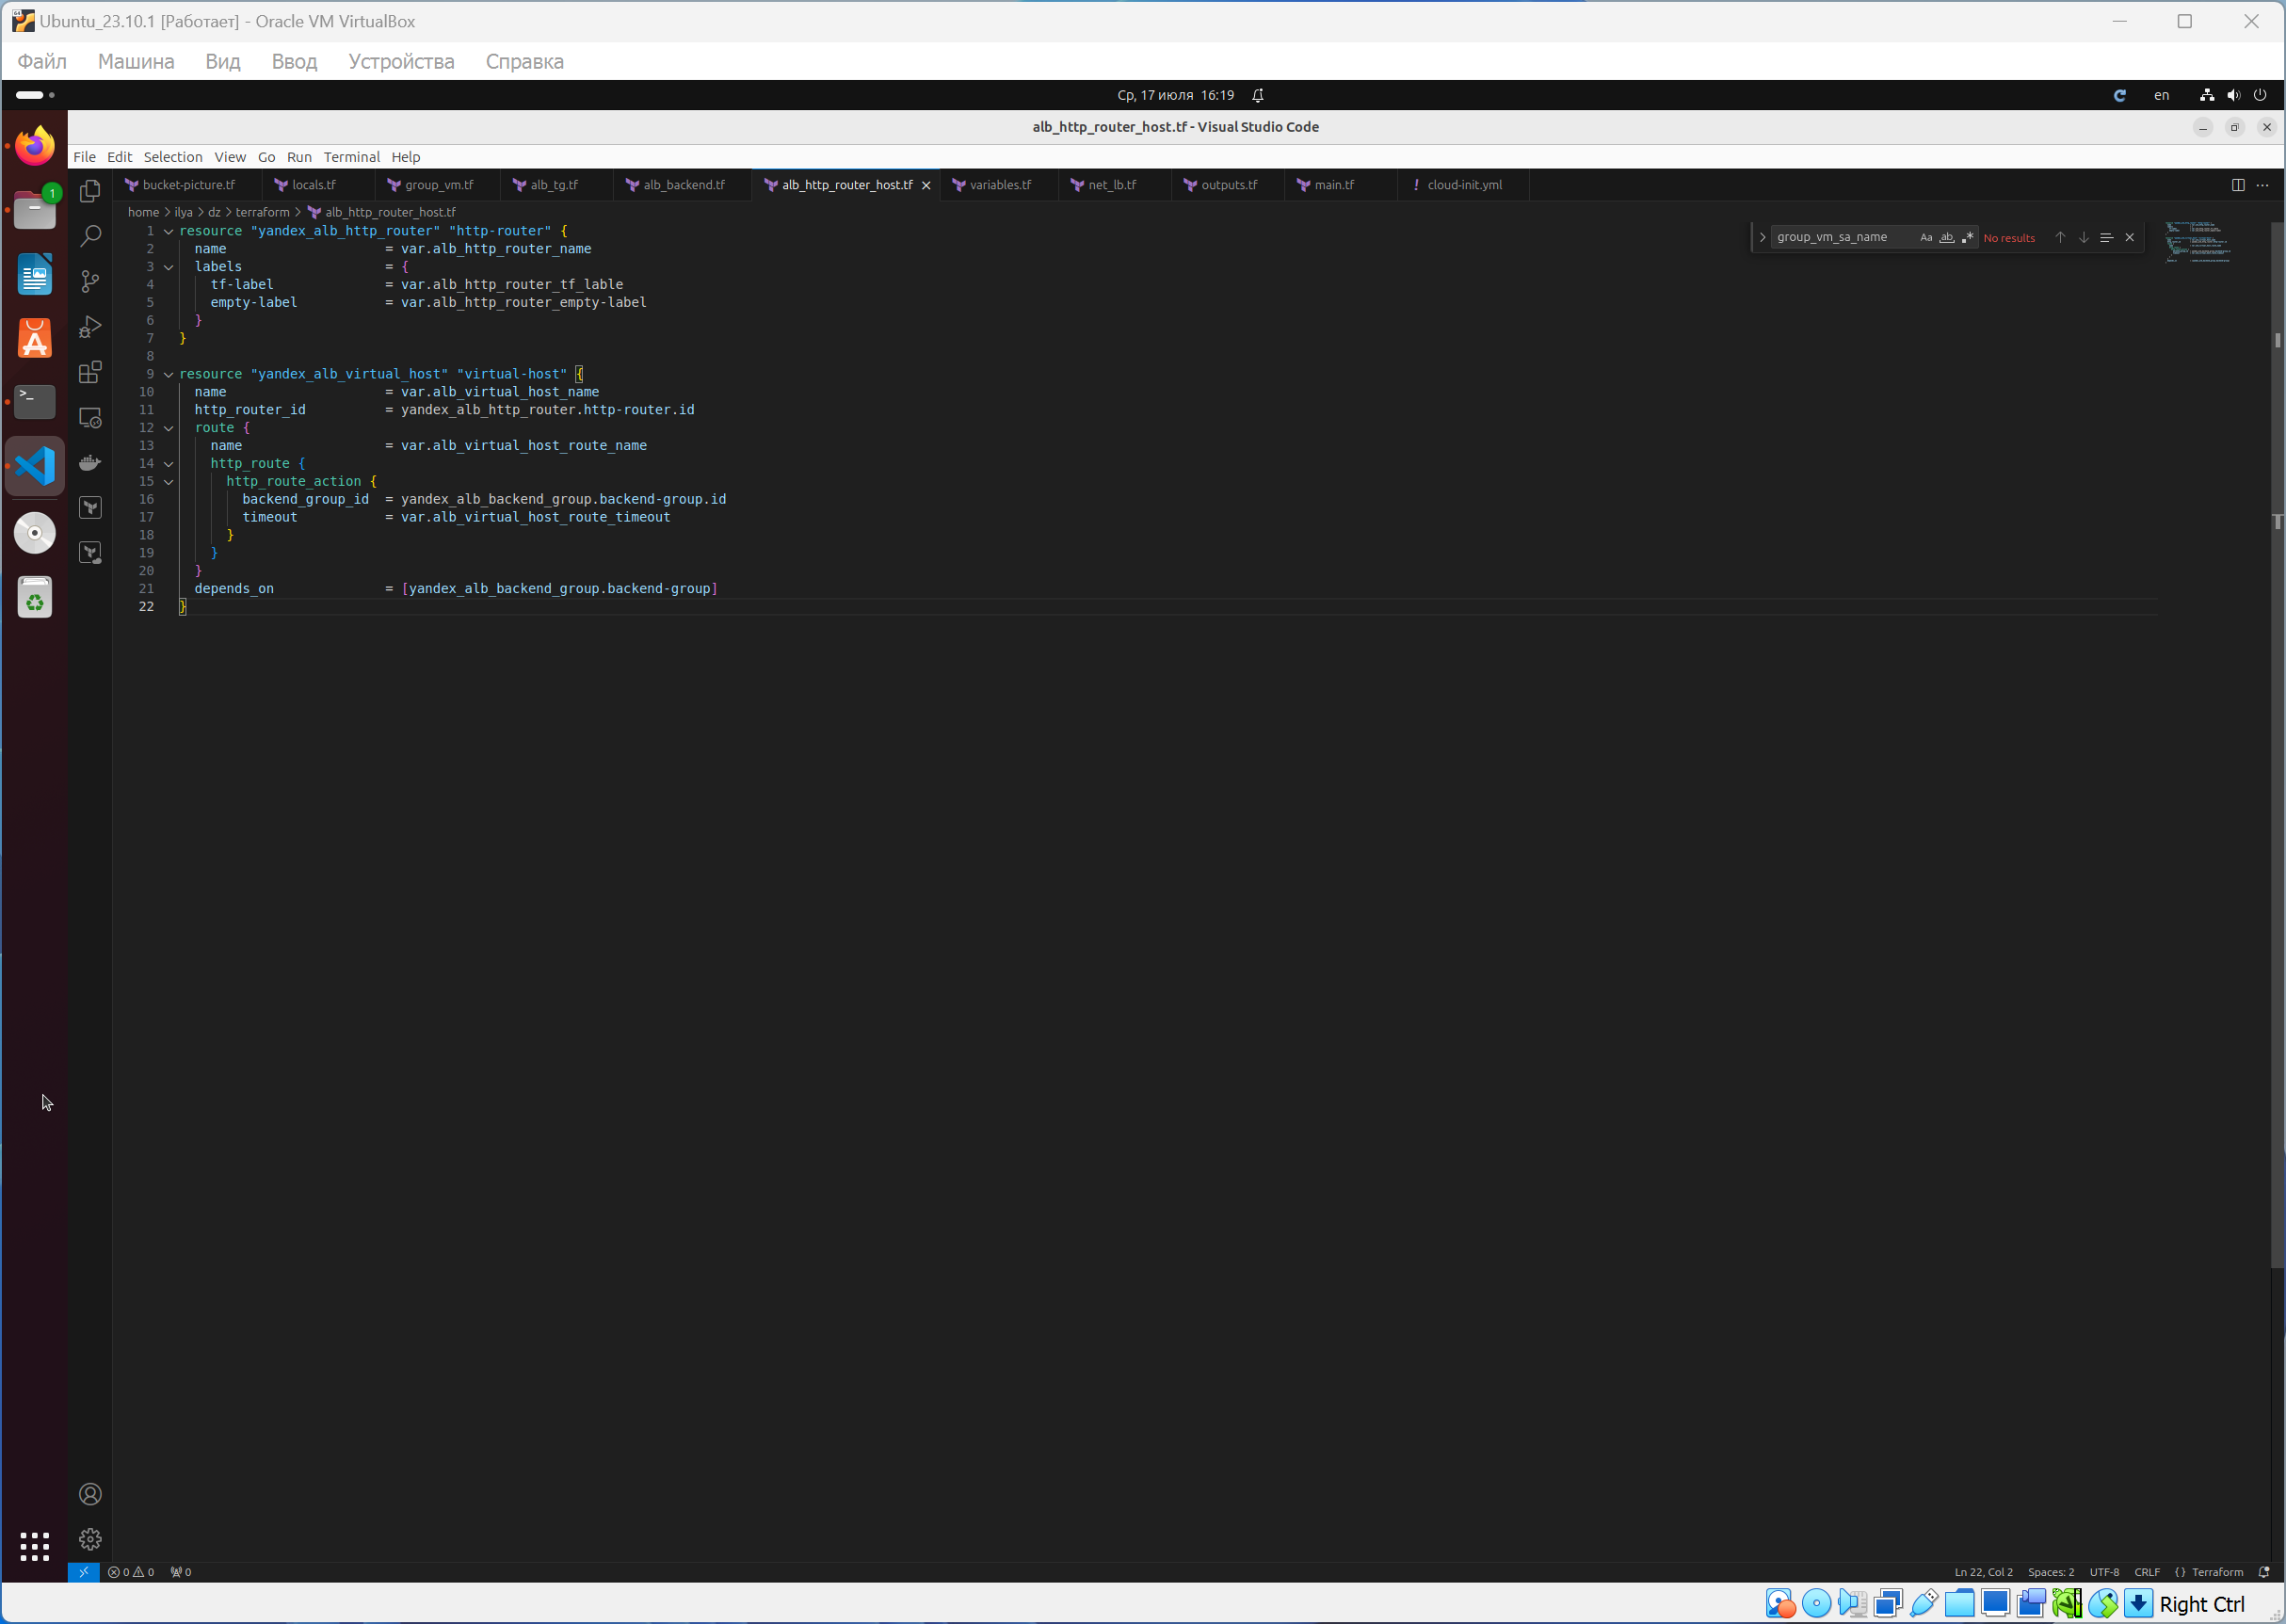 Ubuntu_23.10.1 [Работает] - Oracle VM VirtualBox
Файл Машина Вид Ввод Устройства Справка
Ср, 17 июля 16:19
en
alb_http_router_host.tf - Visual Studio Code
File Edit Selection View Go Run Terminal Help
1
bucket-picture.tf locals.tf group_vm.tf alb_tg.tf alb_backend.tf alb_http_router_host.tf variables.tf net_lb.tf outputs.tf main.tf ! cloud-init.yml
home > ilya > dz > terraform > alb_http_router_host.tf
group_vm_sa_name Aa ab No results
1 resource "yandex_alb_http_router" "http-router" {
2 name = var.alb_http_router_name
3 labels = {
4 tf-label = var.alb_http_router_tf_lable
5 empty-label = var.alb_http_router_empty-label
6 }
7 }
8
9 resource "yandex_alb_virtual_host" "virtual-host" {
10 name = var.alb_virtual_host_name
11 http_router_id = yandex_alb_http_router.http-router.id
12 route {
13 name = var.alb_virtual_host_route_name
14 http_route {
15 http_route_action {
16 backend_group_id = yandex_alb_backend_group.backend-group.id
17 timeout = var.alb_virtual_host_route_timeout
18 }
19 }
20 }
21 depends_on = [yandex_alb_backend_group.backend-group]
22 }
0 0 0
Ln 22, Col 2 Spaces: 2 UTF-8 CRLF {} Terraform
Right Ctrl